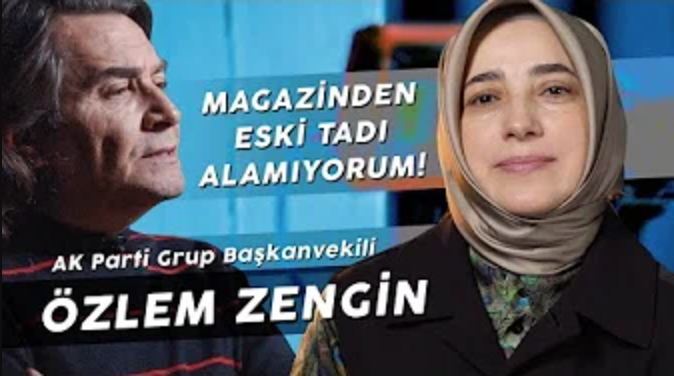 MAGAZİNDEN
ESKİ TADI
ALAMIYORUM!
AK Parti Grup Başkanvekili
ÖZLEM ZENGİN